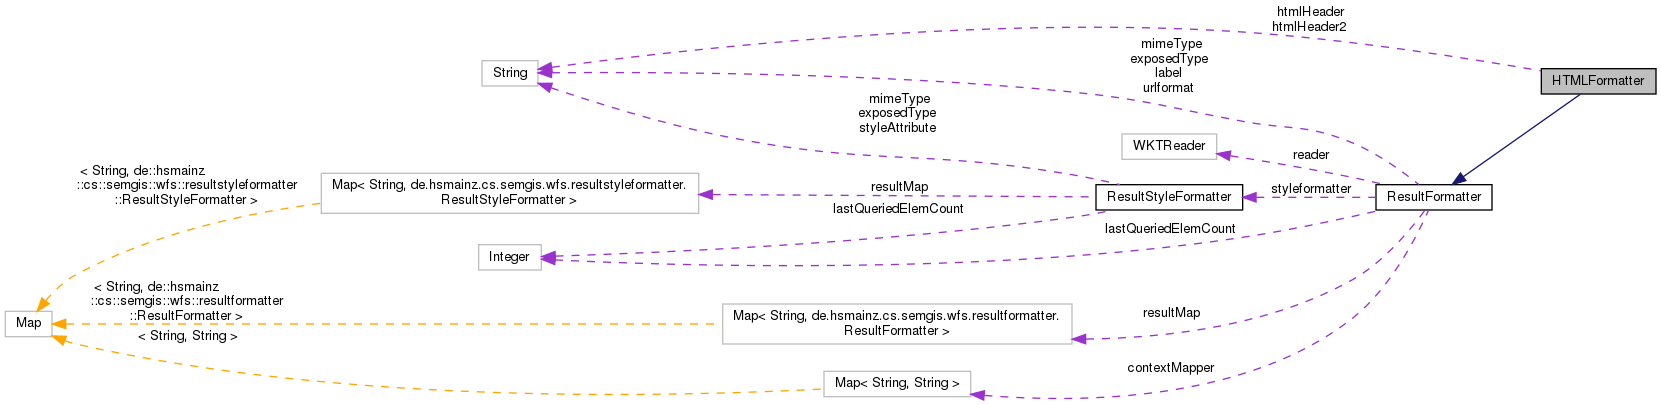 htmlHeader
htmlHeader2
mimeType
exposedType
label
urlformat
String
HTMLFormatter
mimeType
exposedType
styleAttribute
WKTReader
reader
< String, de::hsmainz
::cs::semgis::wfs::resultstyleformatter
::ResultStyleFormatter >
Map< String, de.hsmainz.cs.semgis.wfs.resultstyleformatter.
ResultStyleFormatter >
resultMap
ResultStyleFormatter
styleformatter
ResultFormatter
lastQueriedElemCount
lastQueriedElemCount
Integer
< String, de::hsmainz
::cs::semgis::wfs::resultformatter
::ResultFormatter >
Map
Map< String, de.hsmainz.cs.semgis.wfs.resultformatter.
ResultFormatter >
resultMap
< String, String >
contextMapper
Map< String, String >